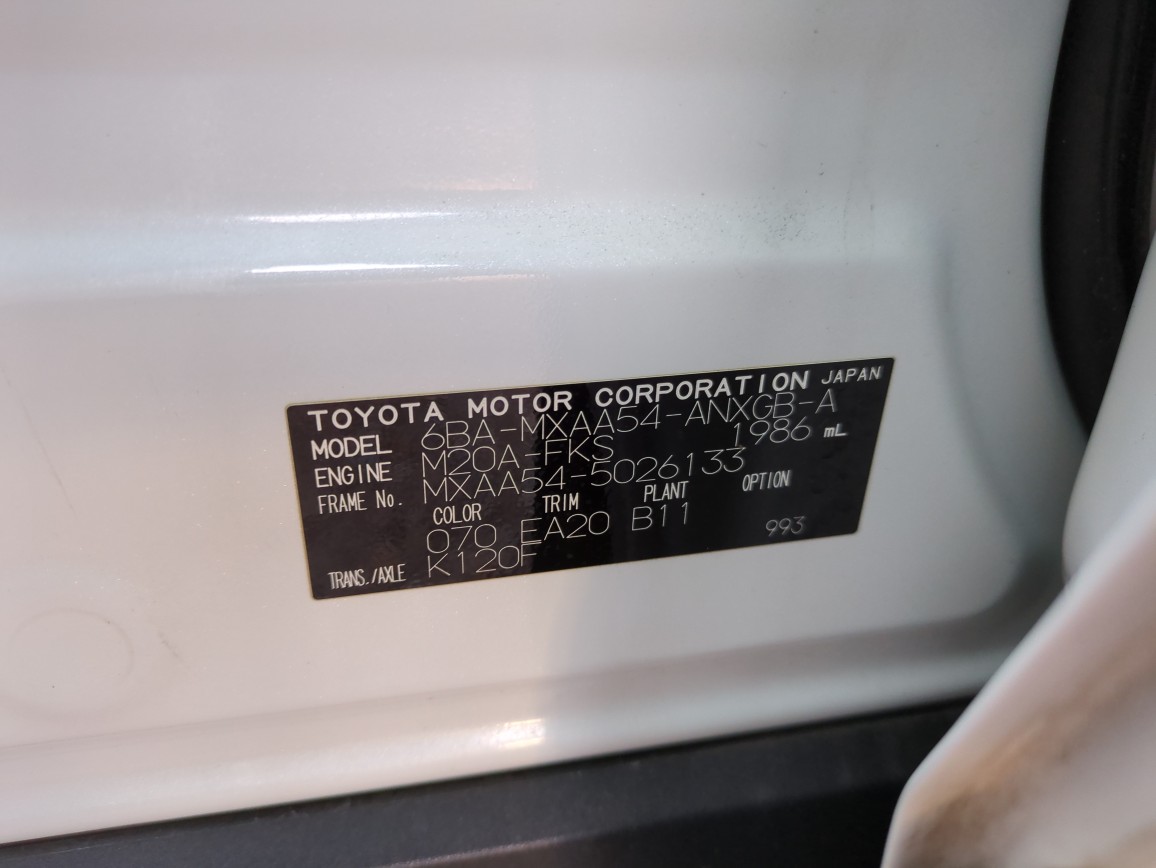 TOYOTA MOTOR CORPORATION JAPAN
MODEL 6BA-MXAA54-ANXGB-A
ENGINE M20A-FKS 1986 mL
FRAME No. MXAA54-5026133
COLOR TRIM PLANT OPTION
070 EA20 B11 993
TRANS./AXLE K120F